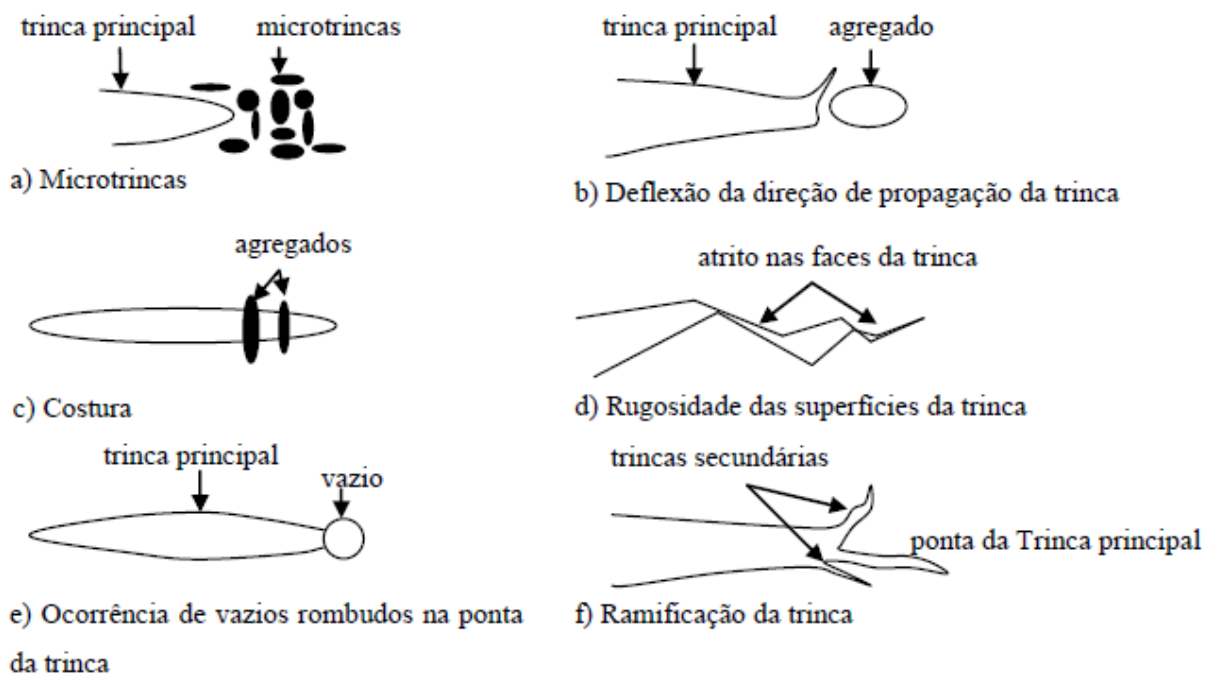 trinca principal
microtrincas
a) Microtrincas
trinca principal
agregado
b) Deflexão da direção de propagação da trinca
agregados
c) Costura
atrito nas faces da trinca
d) Rugosidade das superfícies da trinca
trinca principal
vazio
e) Ocorrência de vazios rombudos na ponta
da trinca
trincas secundárias
ponta da Trinca principal
f) Ramificação da trinca